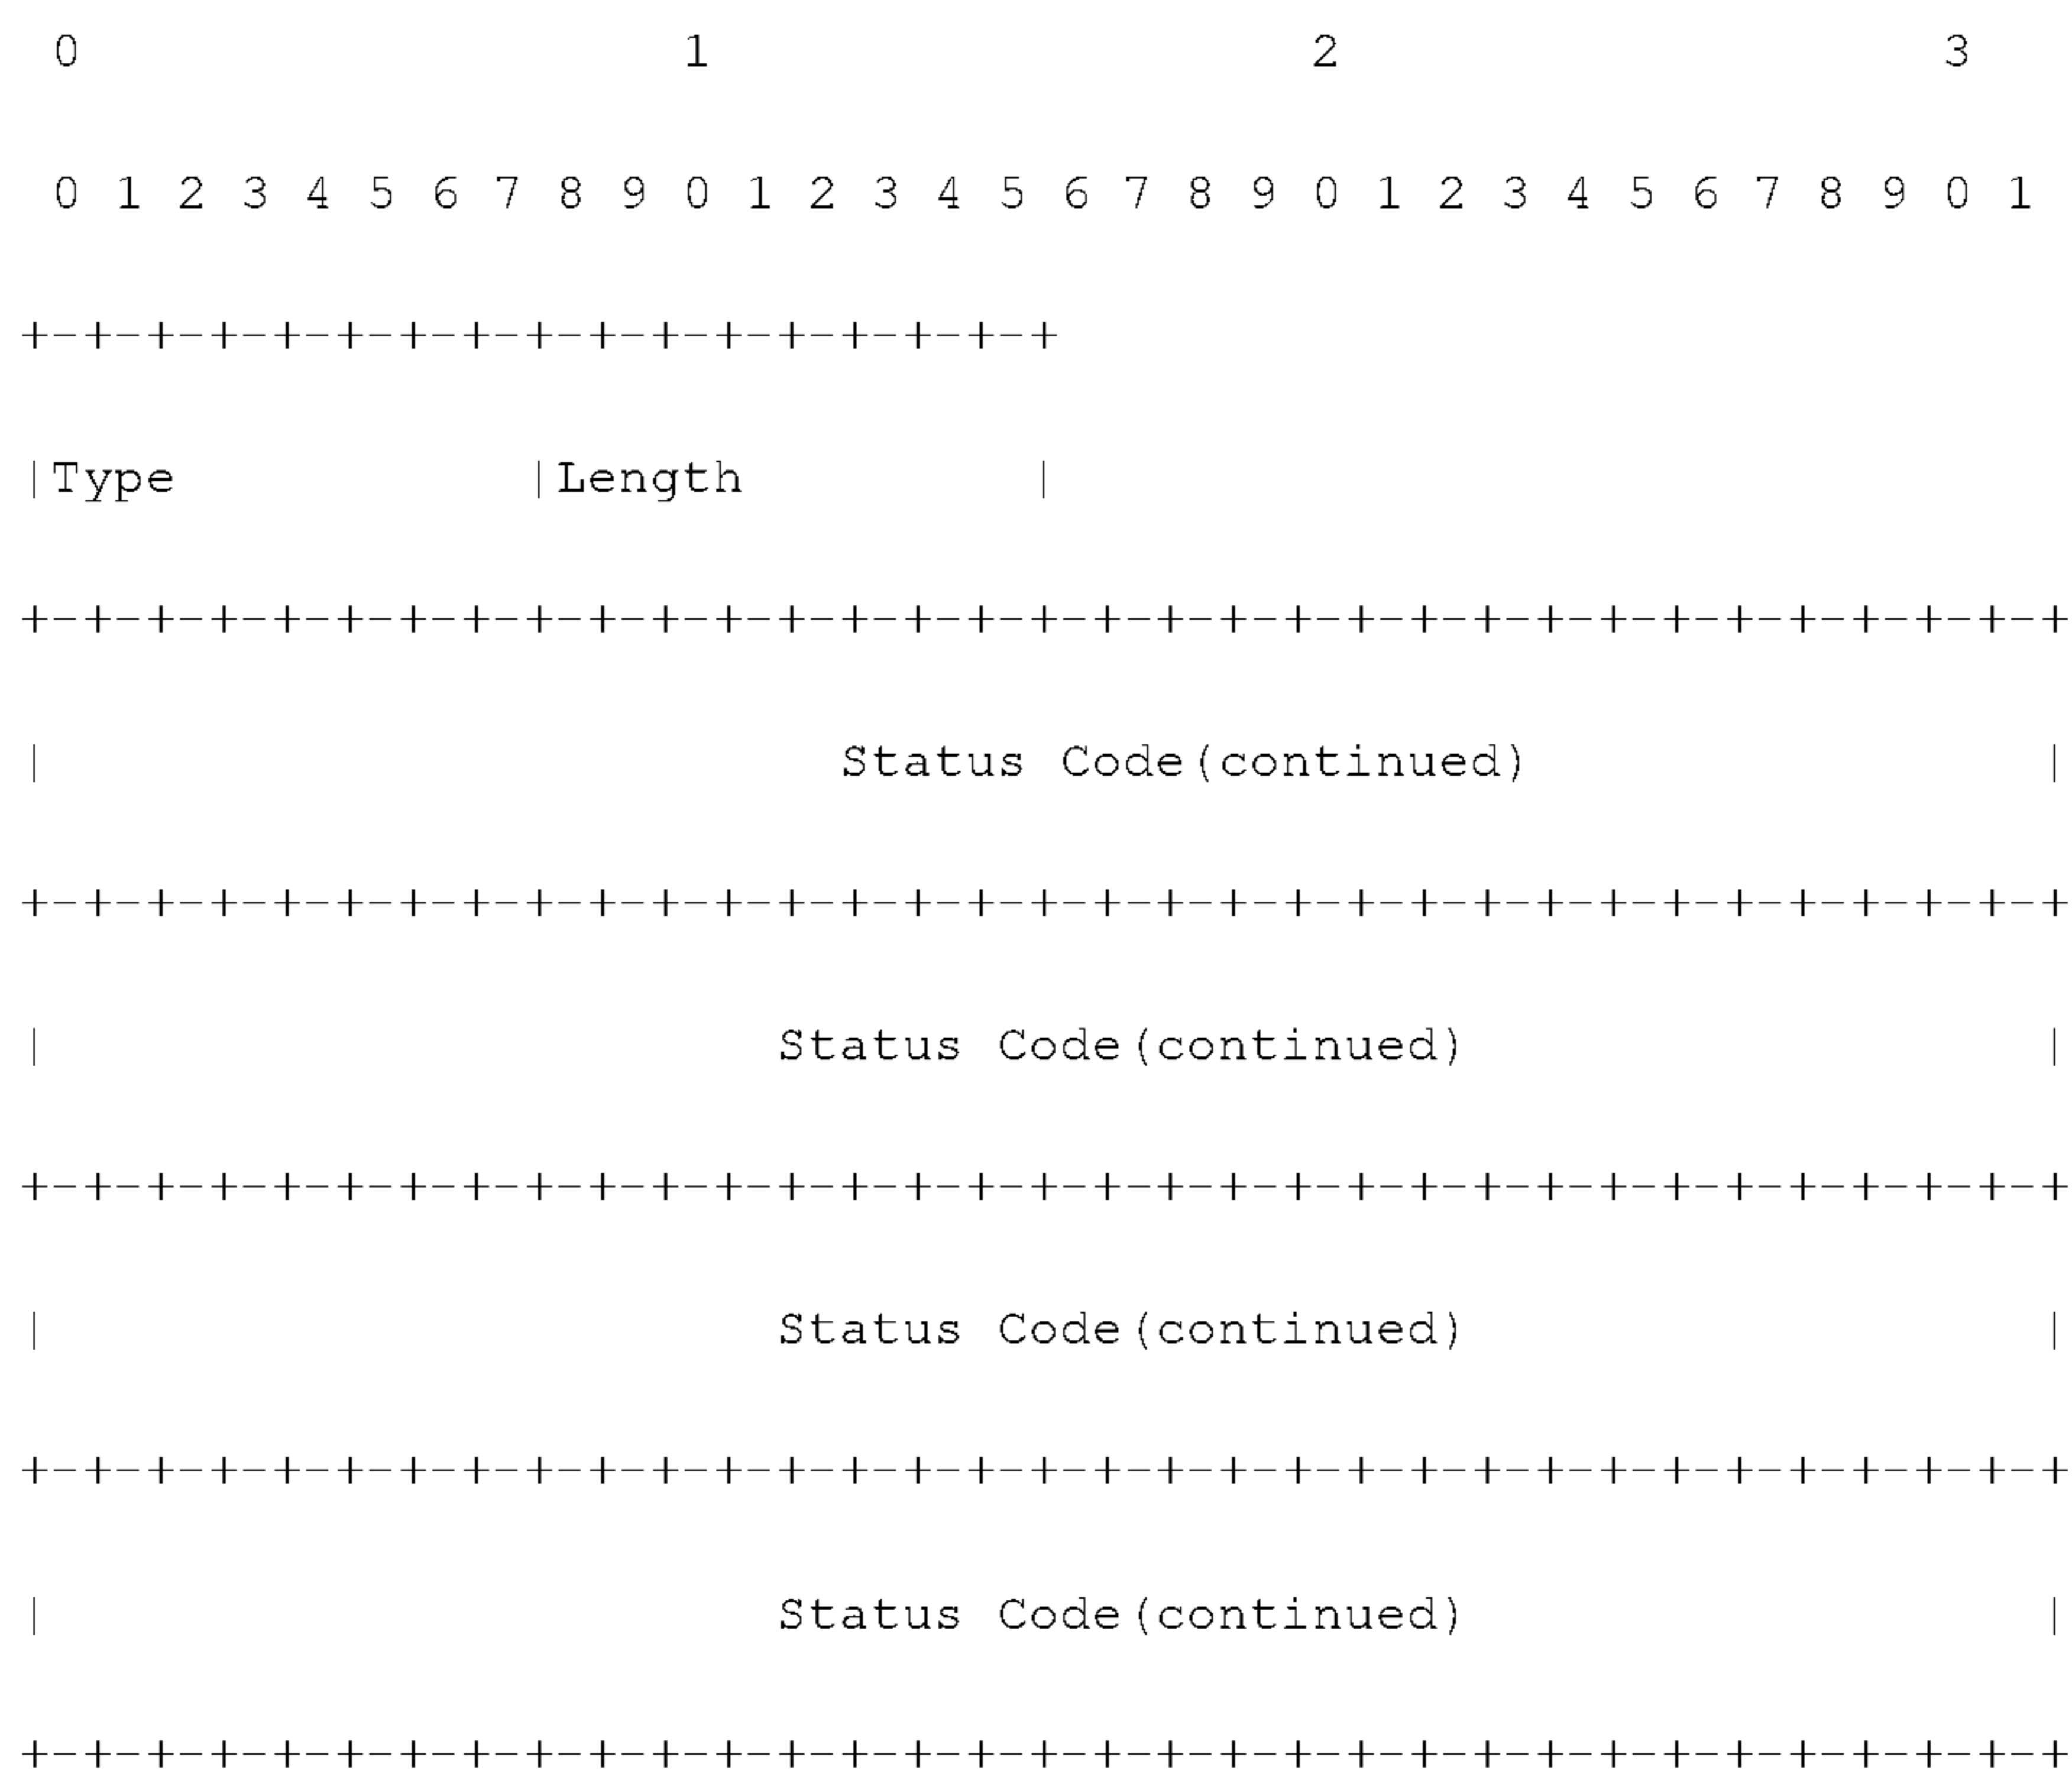 0                   1                   2                   3
0 1 2 3 4 5 6 7 8 9 0 1 2 3 4 5 6 7 8 9 0 1 2 3 4 5 6 7 8 9 0 1
+-+-+-+-+-+-+-+-+-+-+-+-+-+-+-+-+
|Type           |Length         |
+-+-+-+-+-+-+-+-+-+-+-+-+-+-+-+-+-+-+-+-+-+-+-+-+-+-+-+-+-+-+-+-+
|                         Status Code(continued)                |
+-+-+-+-+-+-+-+-+-+-+-+-+-+-+-+-+-+-+-+-+-+-+-+-+-+-+-+-+-+-+-+-+
|                       Status Code(continued)                  |
+-+-+-+-+-+-+-+-+-+-+-+-+-+-+-+-+-+-+-+-+-+-+-+-+-+-+-+-+-+-+-+-+
|                       Status Code(continued)                  |
+-+-+-+-+-+-+-+-+-+-+-+-+-+-+-+-+-+-+-+-+-+-+-+-+-+-+-+-+-+-+-+-+
|                       Status Code(continued)                  |
+-+-+-+-+-+-+-+-+-+-+-+-+-+-+-+-+-+-+-+-+-+-+-+-+-+-+-+-+-+-+-+-+